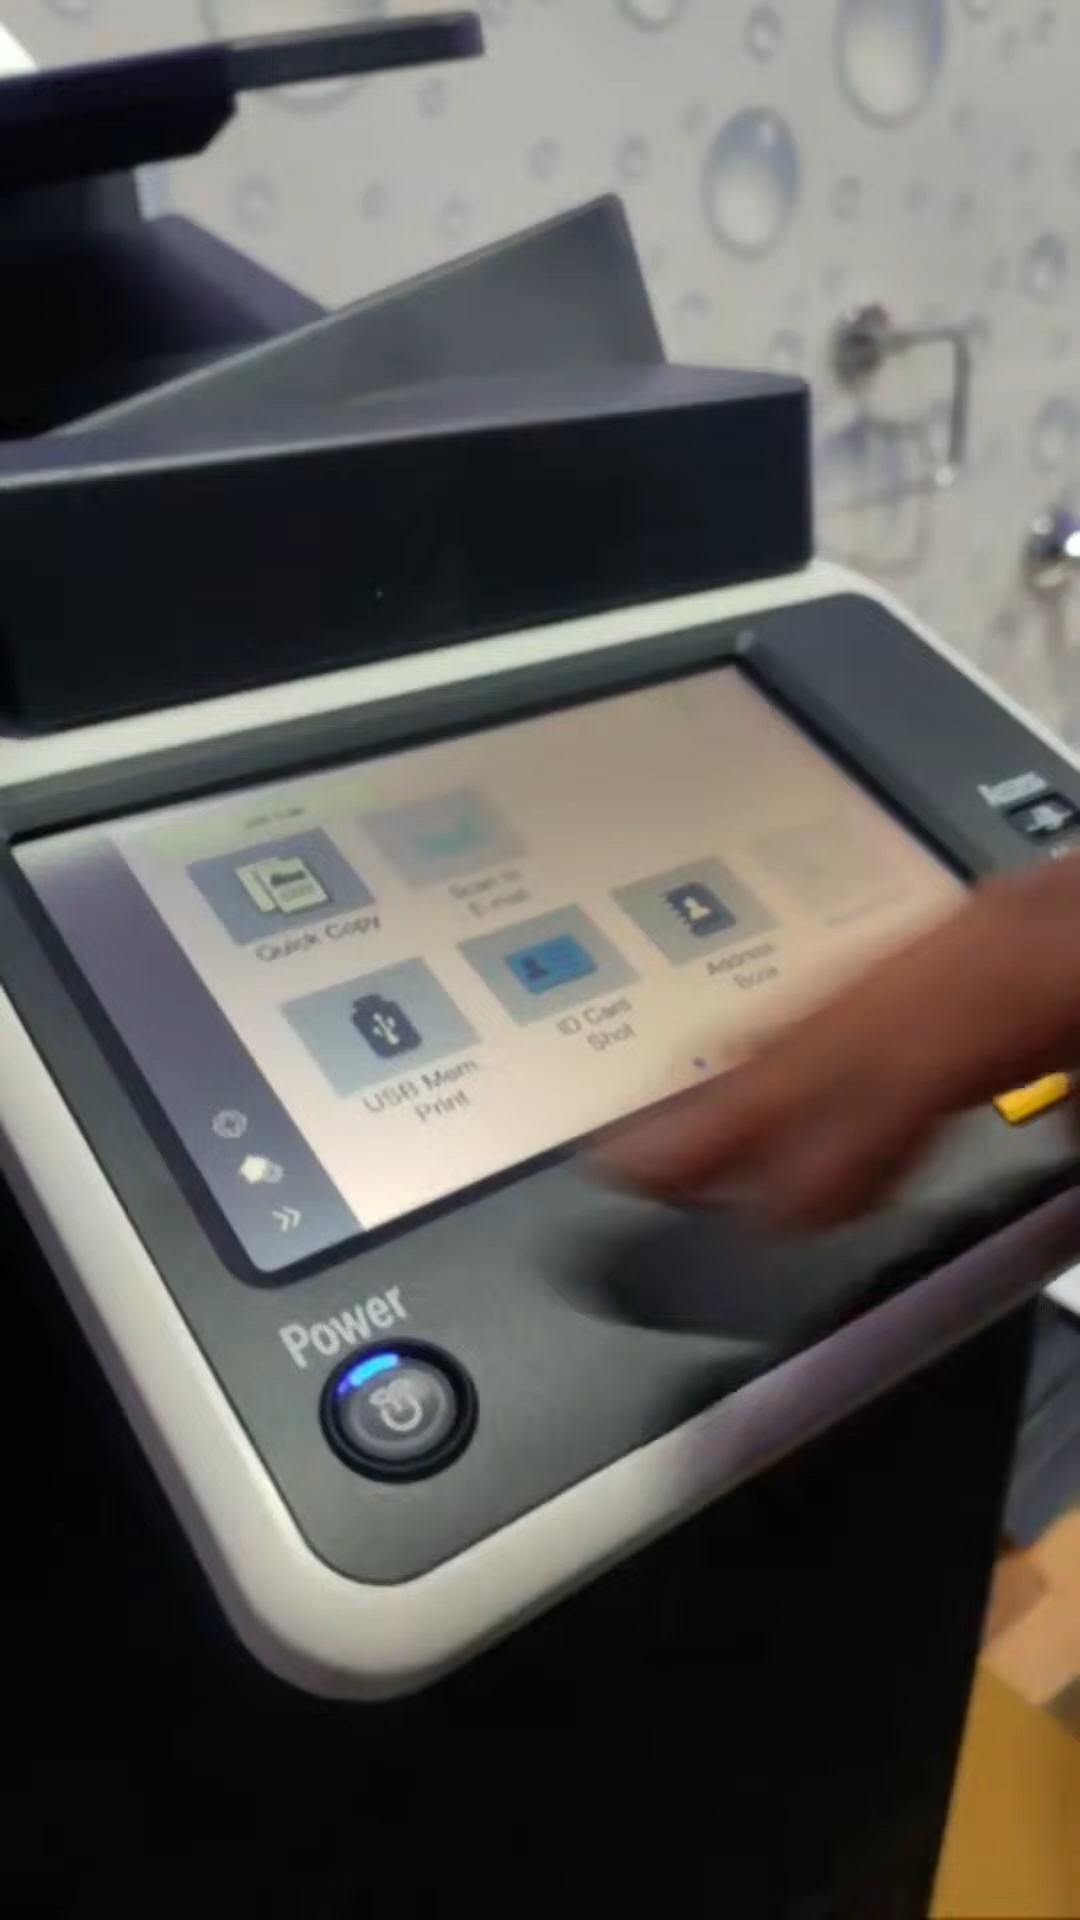 Quick Copy
Scan to
E-mail
USB Mem
Print
ID Card
Shot
Address
Book
Power